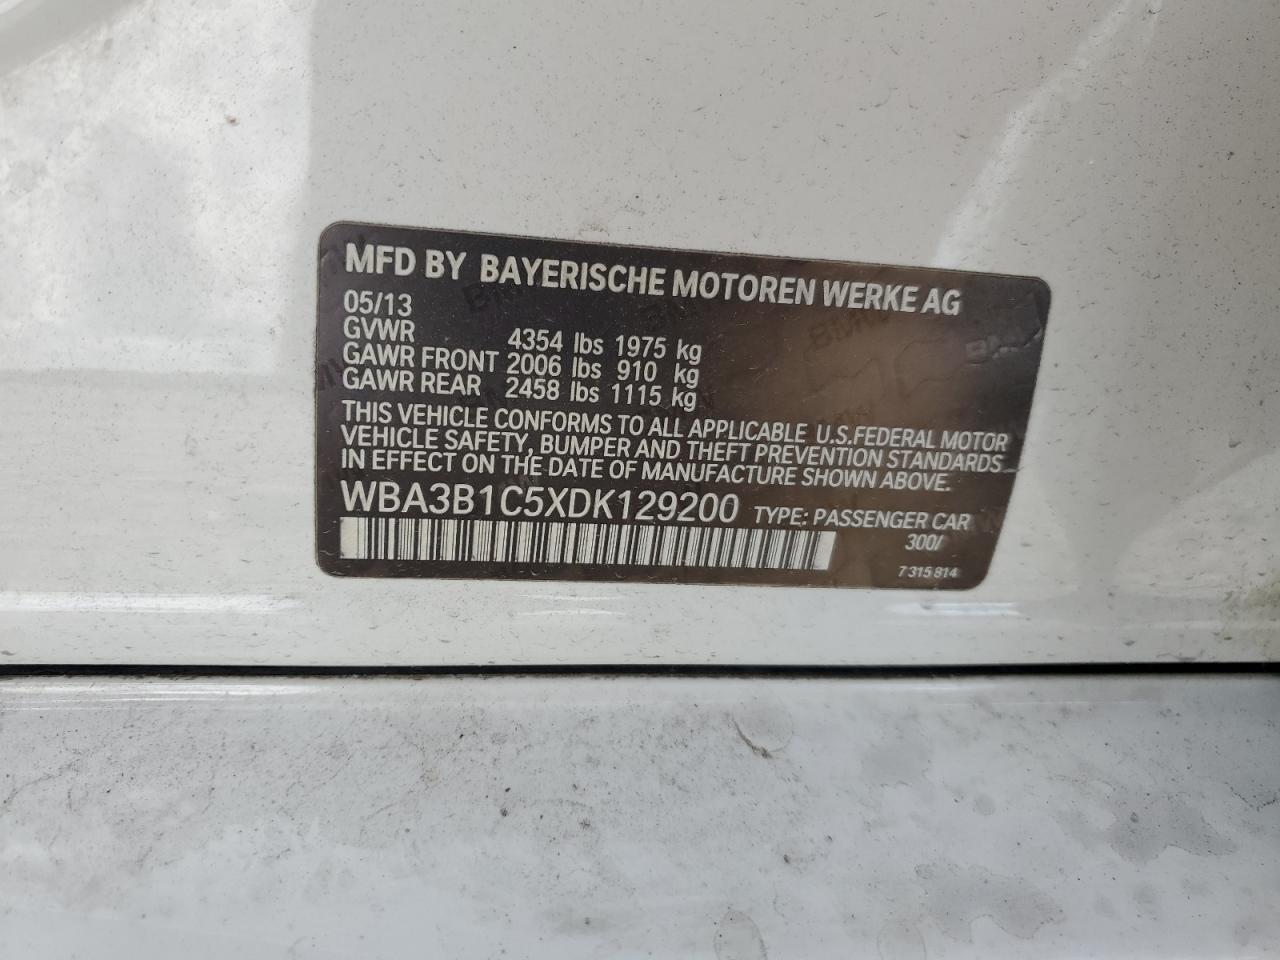 MFD BY BAYERISCHE MOTOREN WERKE AG
05/13
GVWR 4354 lbs 1975 kg
GAWR FRONT 2006 lbs 910 kg
GAWR REAR 2458 lbs 1115 kg
THIS VEHICLE CONFORMS TO ALL APPLICABLE U.S.FEDERAL MOTOR
VEHICLE SAFETY, BUMPER AND THEFT PREVENTION STANDARDS
IN EFFECT ON THE DATE OF MANUFACTURE SHOWN ABOVE.
WBA3B1C5XDK129200 TYPE: PASSENGER CAR
300/
7 315 814